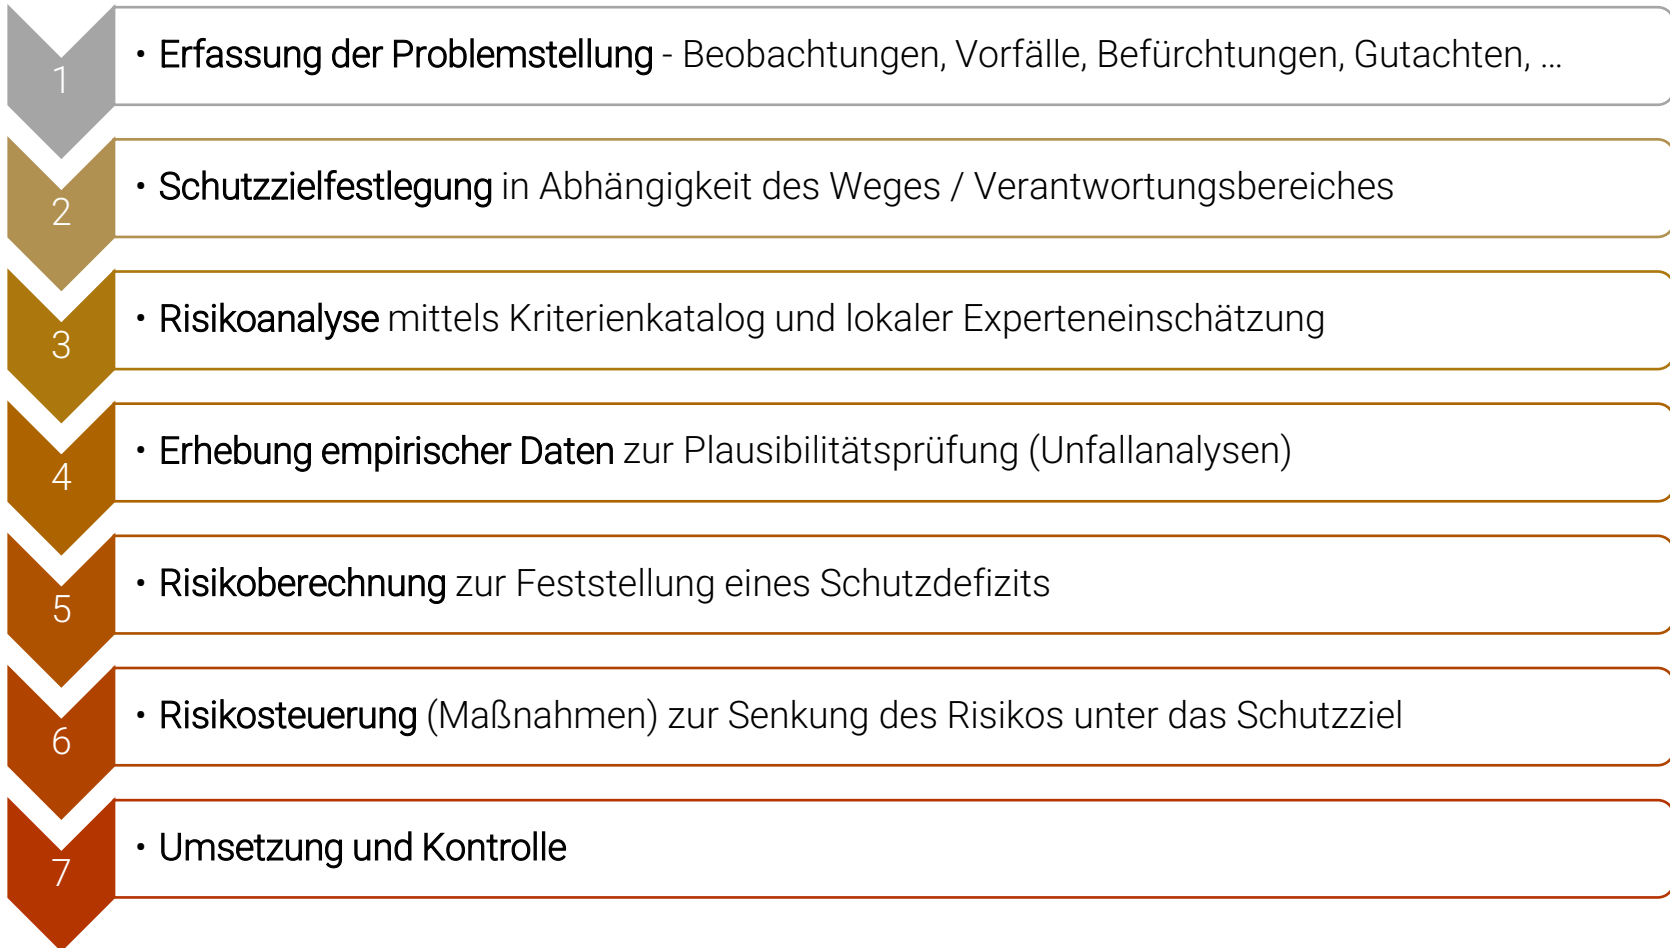 1
• Erfassung der Problemstellung - Beobachtungen, Vorfälle, Befürchtungen, Gutachten, …
2
• Schutzzielfestlegung in Abhängigkeit des Weges / Verantwortungsbereiches
3
• Risikoanalyse mittels Kriterienkatalog und lokaler Experteneinschätzung
4
• Erhebung empirischer Daten zur Plausibilitätsprüfung (Unfallanalysen)
5
• Risikoberechnung zur Feststellung eines Schutzdefizits
6
• Risikosteuerung (Maßnahmen) zur Senkung des Risikos unter das Schutzziel
7
• Umsetzung und Kontrolle